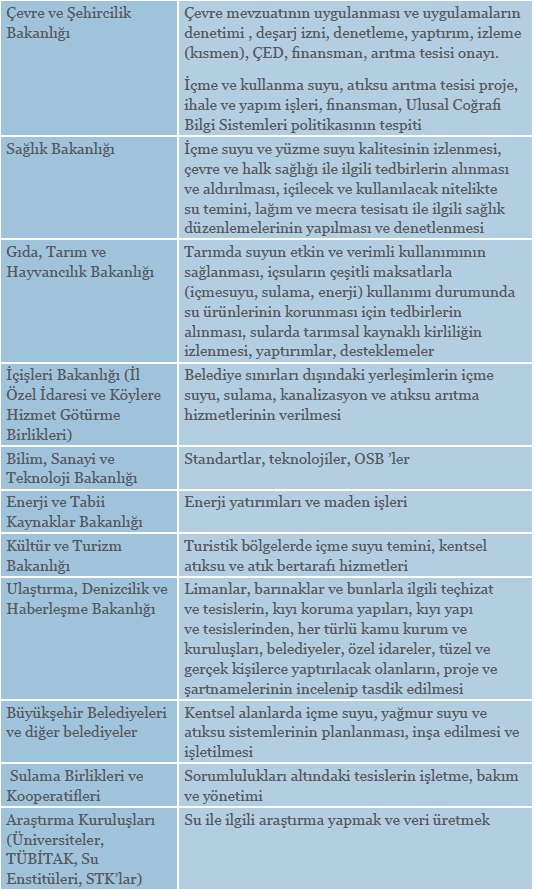 Çevre ve Şehircilik
Bakanlığı
Çevre mevzuatının uygulanması ve uygulamaların
denetimi , deşarj izni, denetleme, yaptırım, izleme
(kısmen), ÇED, finansman, arıtma tesisi onayı.
İçme ve kullanma suyu, atıksu arıtma tesisi proje,
ihale ve yapım işleri, finansman, Ulusal Coğrafi
Bilgi Sistemleri politikasının tespiti
Sağlık Bakanlığı
İçme suyu ve yüzme suyu kalitesinin izlenmesi,
çevre ve halk sağlığı ile ilgili tedbirlerin alınması
ve aldırılması, içilecek ve kullanılacak nitelikte
su temini, lağım ve mecra tesisatı ile ilgili sağlık
düzenlemelerinin yapılması ve denetlenmesi
Gıda, Tarım ve
Hayvancılık Bakanlığı
Tarımda suyun etkin ve verimli kullanımının
sağlanması, içsuların çeşitli maksatlarla
(içmesuyu, sulama, enerji) kullanımı durumunda
su ürünlerinin korunması için tedbirlerin
alınması, sularda tarımsal kaynaklı kirliliğin
izlenmesi, yaptırımlar, desteklemeler
İçişleri Bakanlığı (İl
Özel İdaresi ve Köylere
Hizmet Götürme
Birlikleri)
Belediye sınırları dışındaki yerleşimlerin içme
suyu, sulama, kanalizasyon ve atıksu arıtma
hizmetlerinin verilmesi
Bilim, Sanayi ve
Teknoloji Bakanlığı
Standartlar, teknolojiler, OSB ’ler
Enerji ve Tabii
Kaynaklar Bakanlığı
Enerji yatırımları ve maden işleri
Kültür ve Turizm
Bakanlığı
Turistik bölgelerde içme suyu temini, kentsel
atıksu ve atık bertarafı hizmetleri
Ulaştırma, Denizcilik ve
Haberleşme Bakanlığı
Limanlar, barınaklar ve bunlarla ilgili teçhizat
ve tesislerin, kıyı koruma yapıları, kıyı yapı
ve tesislerinden, her türlü kamu kurum ve
kuruluşları, belediyeler, özel idareler, tüzel ve
gerçek kişilerce yaptırılacak olanların, proje ve
şartnamelerinin incelenip tasdik edilmesi
Büyükşehir Belediyeleri
ve diğer belediyeler
Kentsel alanlarda içme suyu, yağmur suyu ve
atıksu sistemlerinin planlanması, inşa edilmesi ve
işletilmesi
Sulama Birlikleri ve
Kooperatifleri
Sorumlulukları altındaki tesislerin işletme, bakım
ve yönetimi
Araştırma Kuruluşları
(Üniversiteler,
TÜBİTAK, Su
Enstitüleri, STK’lar)
Su ile ilgili araştırma yapmak ve veri üretmek